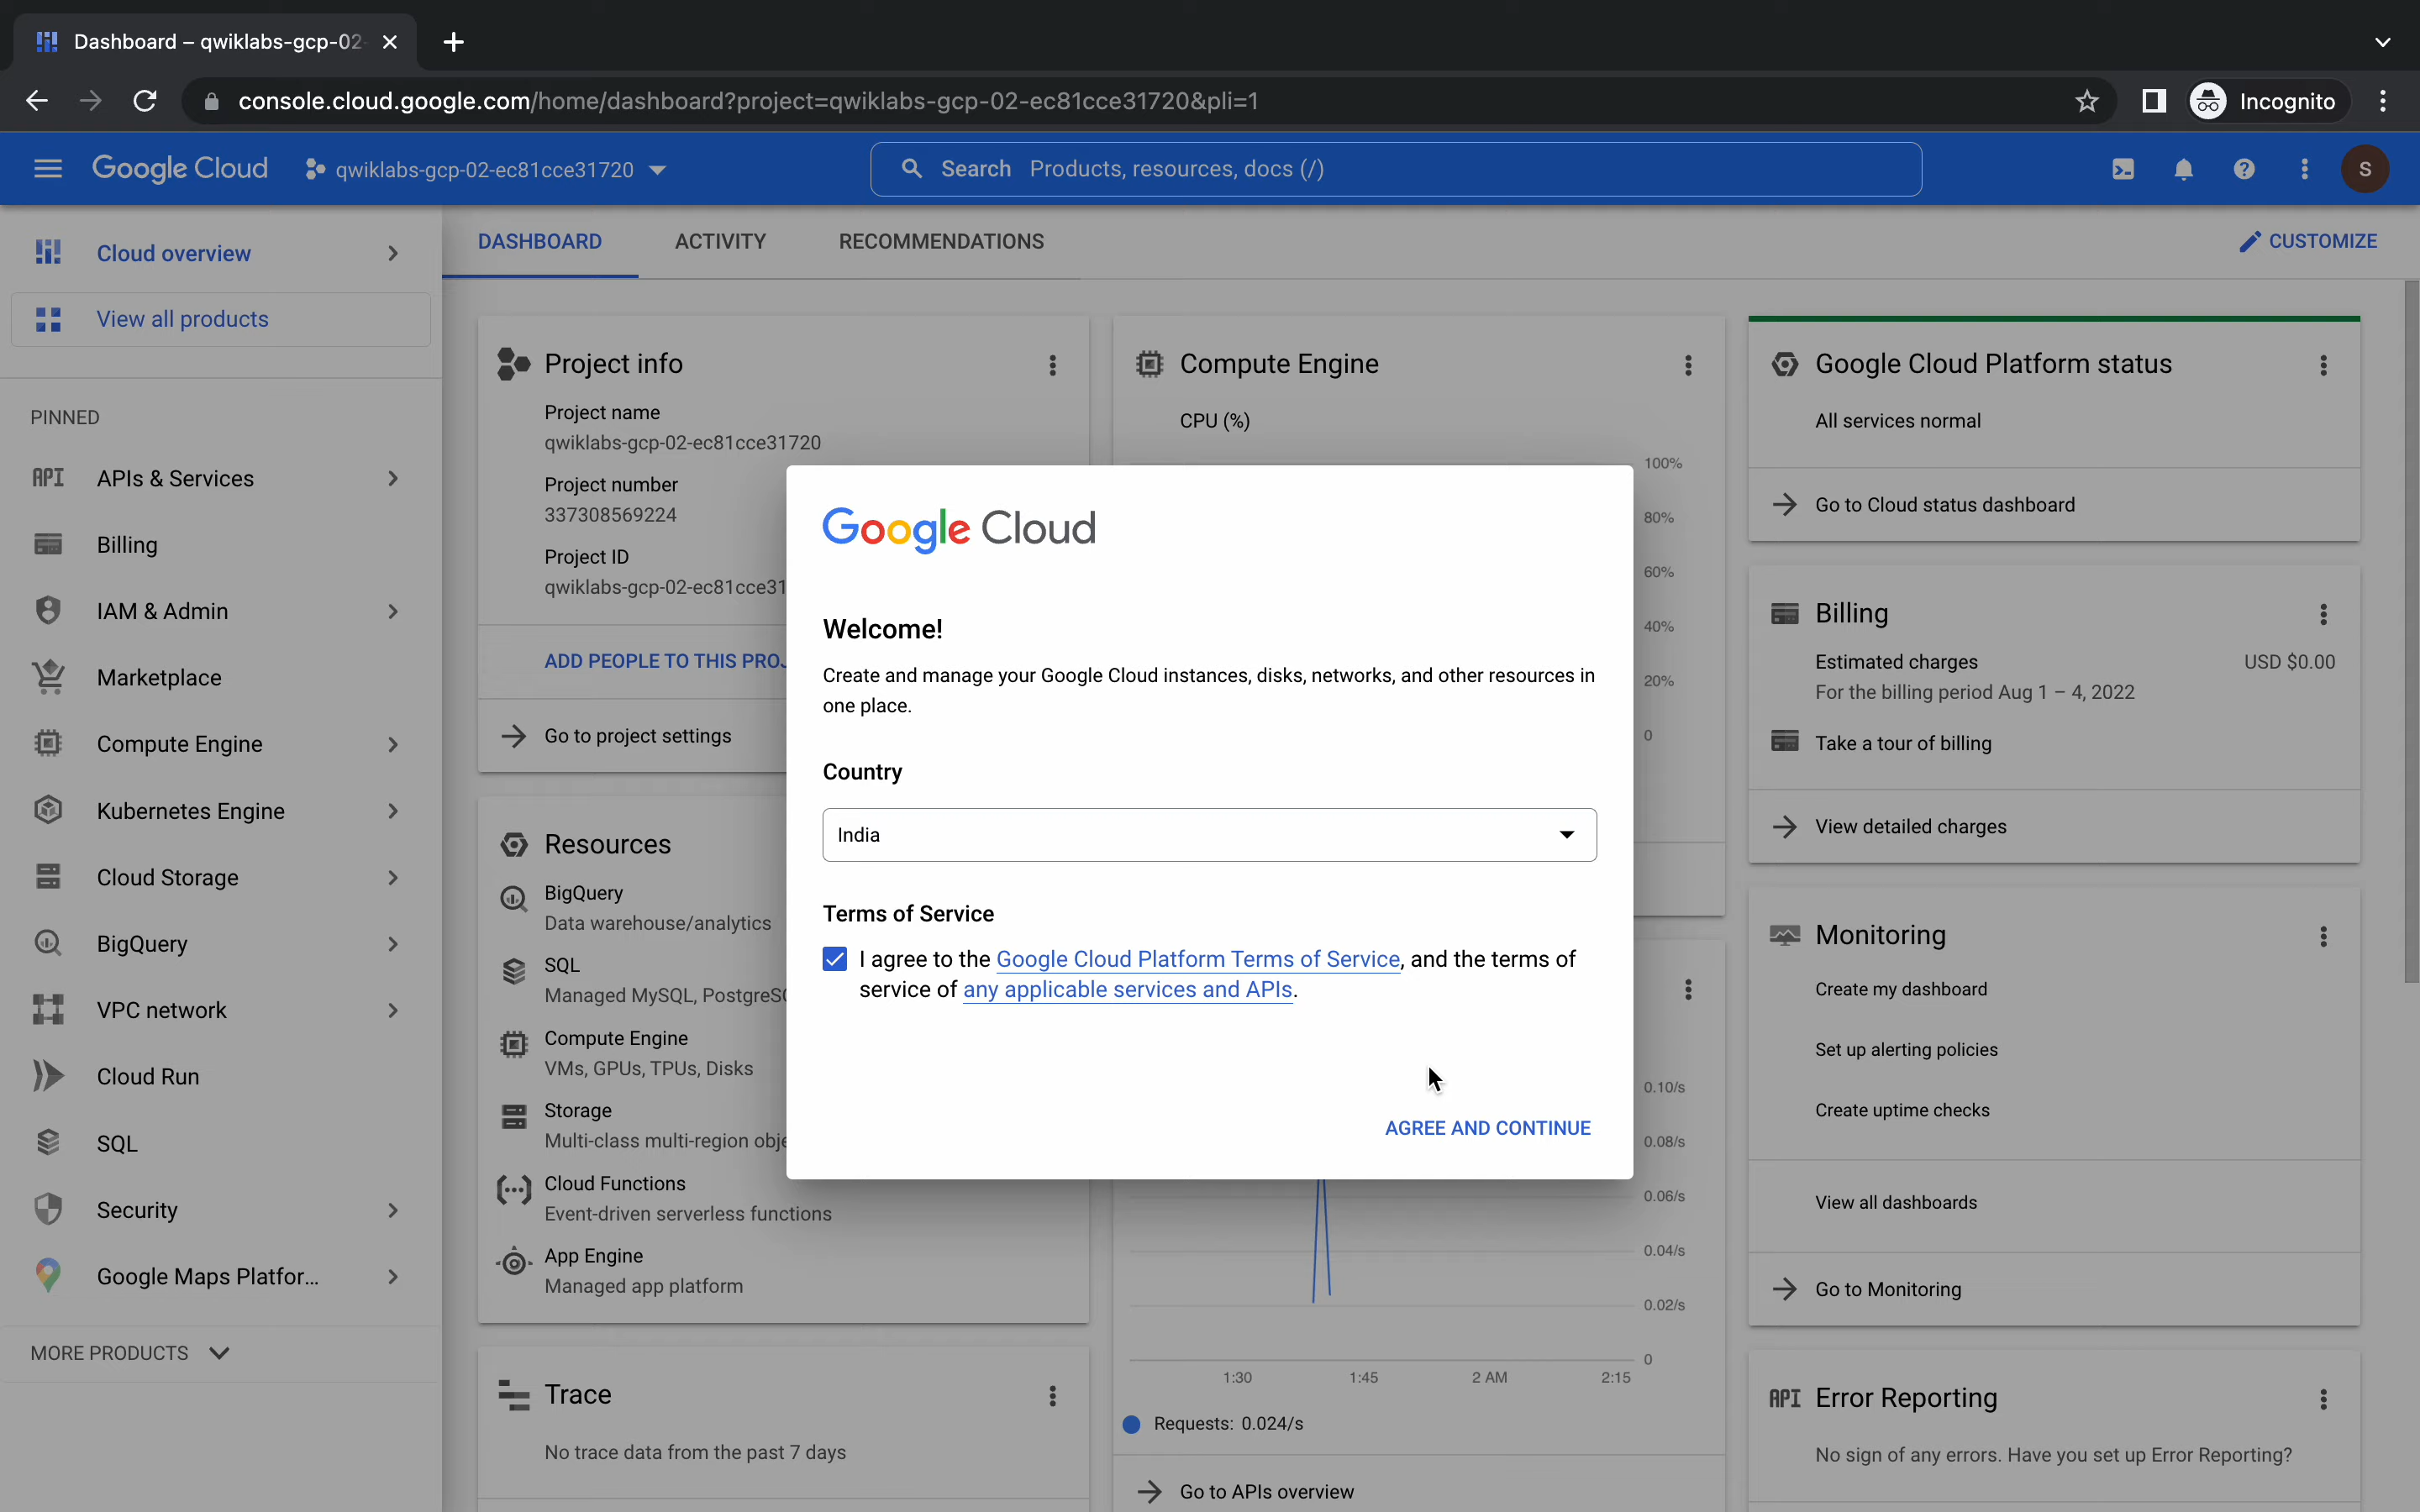 Dashboard – qwiklabs-gcp-02-
console.cloud.google.com/home/dashboard?project=qwiklabs-gcp-02-ec81cce31720&pli=1
Incognito
Google Cloud
qwiklabs-gcp-02-ec81cce31720
Search Products, resources, docs (/)
S
Cloud overview
View all products
PINNED
API APIs & Services
Billing
IAM & Admin
Marketplace
Compute Engine
Kubernetes Engine
Cloud Storage
BigQuery
VPC network
Cloud Run
SQL
Security
Google Maps Platfor...
MORE PRODUCTS
DASHBOARD
ACTIVITY
RECOMMENDATIONS
CUSTOMIZE
Project info
Project name
qwiklabs-gcp-02-ec81cce31720
Project number
337308569224
Project ID
qwiklabs-gcp-02-ec81cce31
ADD PEOPLE TO THIS PROJ
Go to project settings
Resources
BigQuery
Data warehouse/analytics
SQL
Managed MySQL, PostgreS
Compute Engine
VMs, GPUs, TPUs, Disks
Storage
Multi-class multi-region obje
Cloud Functions
Event-driven serverless functions
App Engine
Managed app platform
Trace
No trace data from the past 7 days
Compute Engine
CPU (%)
100%
80%
60%
40%
20%
0
Google Cloud
Welcome!
Create and manage your Google Cloud instances, disks, networks, and other resources in
one place.
Country
India
Terms of Service
I agree to the Google Cloud Platform Terms of Service, and the terms of
service of any applicable services and APIs.
AGREE AND CONTINUE
0.10/s
0.08/s
0.06/s
0.04/s
0.02/s
0
1:30 1:45 2 AM 2:15
Requests: 0.024/s
Go to APIs overview
Google Cloud Platform status
All services normal
Go to Cloud status dashboard
Billing
Estimated charges USD $0.00
For the billing period Aug 1 – 4, 2022
Take a tour of billing
View detailed charges
Monitoring
Create my dashboard
Set up alerting policies
Create uptime checks
View all dashboards
Go to Monitoring
API Error Reporting
No sign of any errors. Have you set up Error Reporting?